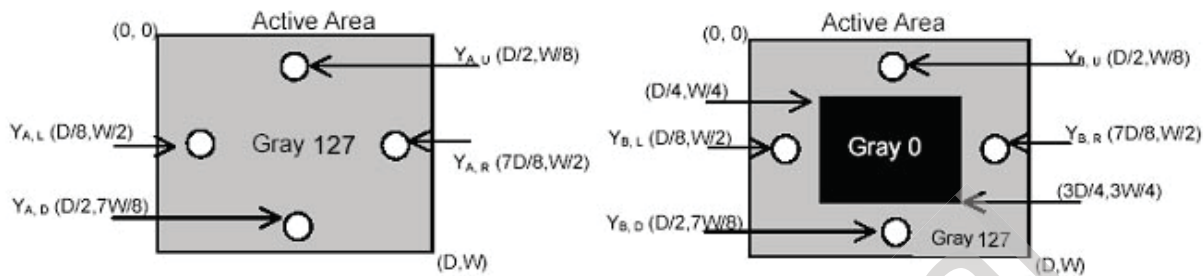 Active Area
(0, 0)
Y_A, U (D/2,W/8)
Y_A, L (D/8,W/2)
Gray 127
Y_A, R (7D/8,W/2)
Y_A, D (D/2,7W/8)
(D,W)
Active Area
(0, 0)
Y_B, U (D/2,W/8)
(D/4,W/4)
Y_B, L (D/8,W/2)
Gray 0
Y_B, R (7D/8,W/2)
(3D/4,3W/4)
Y_B, D (D/2,7W/8)
Gray 127
(D,W)